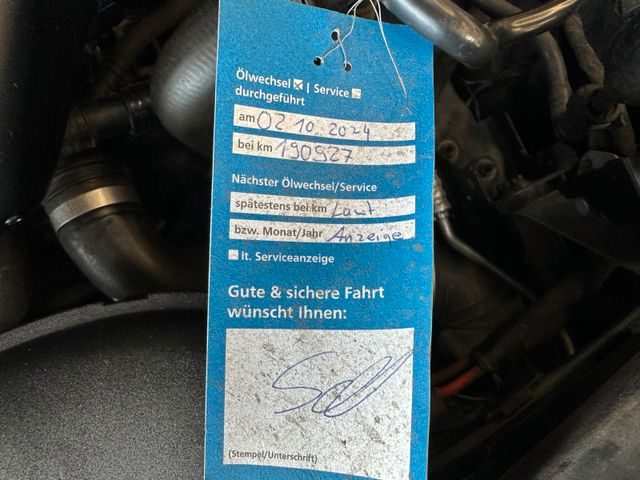 Ölwechsel ☒ | Service ☐
durchgeführt
am 02 10. 2024
bei km 190927
Nächster Ölwechsel/Service
spätestens bei km Laut
bzw. Monat/Jahr Anzeige
☐ lt. Serviceanzeige
Gute & sichere Fahrt
wünscht Ihnen:
(Stempel/Unterschrift)